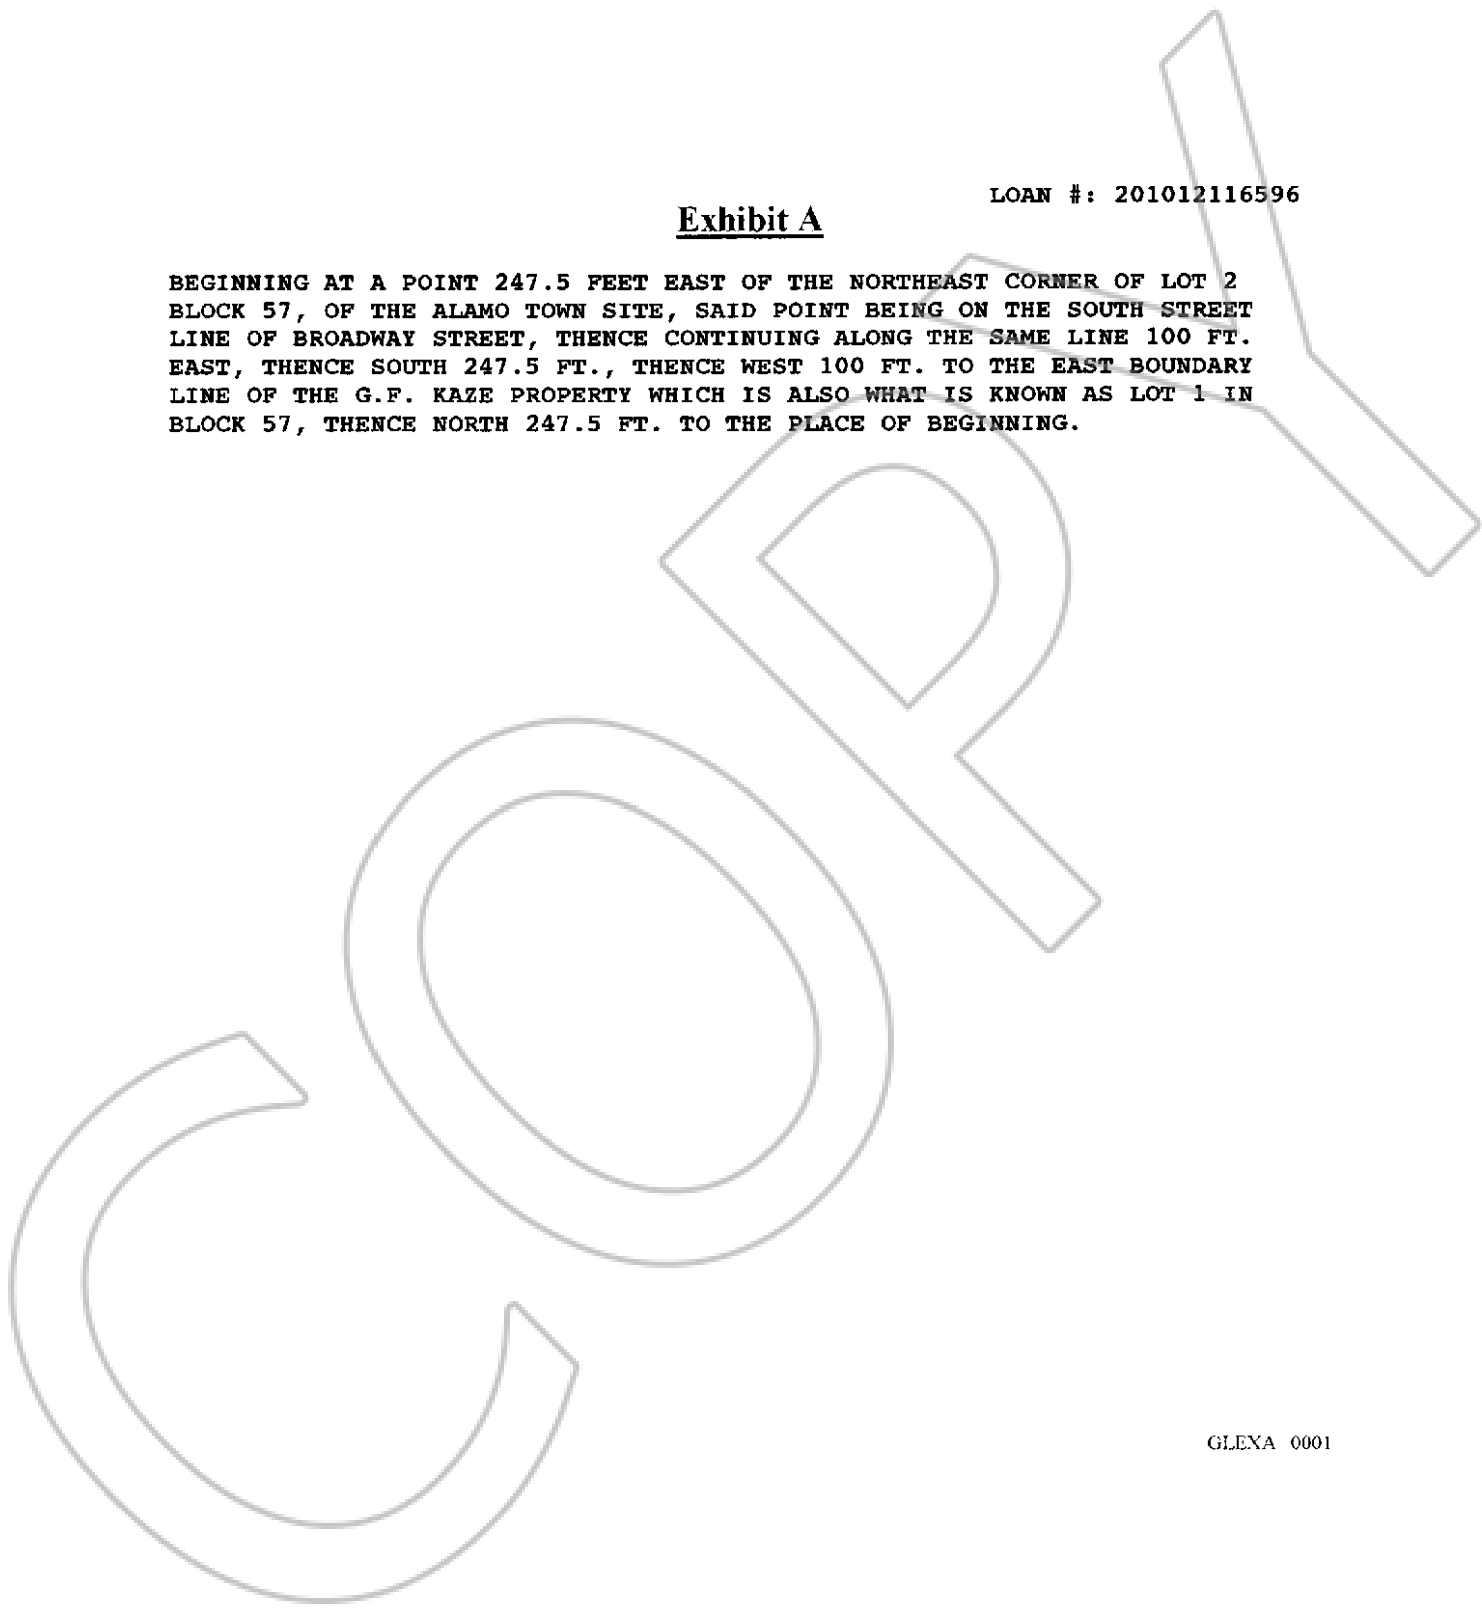 LOAN #: 201012116596
Exhibit A
BEGINNING AT A POINT 247.5 FEET EAST OF THE NORTHEAST CORNER OF LOT 2
BLOCK 57, OF THE ALAMO TOWN SITE, SAID POINT BEING ON THE SOUTH STREET
LINE OF BROADWAY STREET, THENCE CONTINUING ALONG THE SAME LINE 100 FT.
EAST, THENCE SOUTH 247.5 FT., THENCE WEST 100 FT. TO THE EAST BOUNDARY
LINE OF THE G.F. KAZE PROPERTY WHICH IS ALSO WHAT IS KNOWN AS LOT 1 IN
BLOCK 57, THENCE NORTH 247.5 FT. TO THE PLACE OF BEGINNING.
COPY
GLEXA 0001